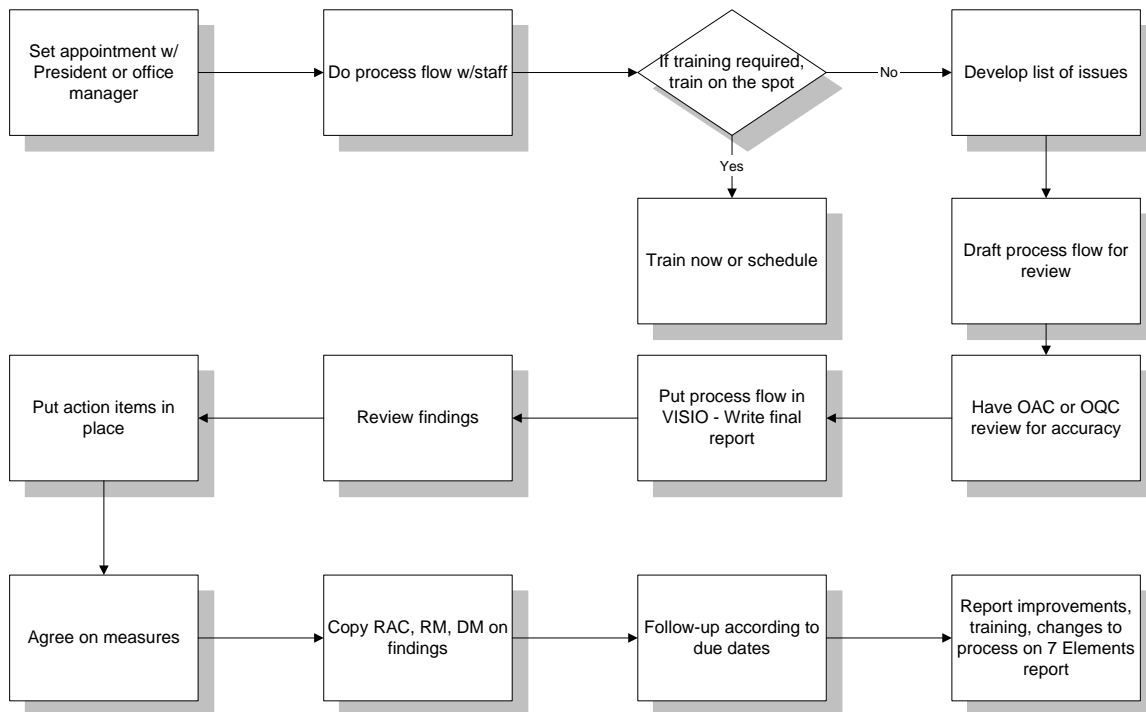 Set appointment w/
President or office
manager
Do process flow w/staff
If training required,
train on the spot
No
Develop list of issues
Yes
Train now or schedule
Draft process flow for
review
Have OAC or OQC
review for accuracy
Put process flow in
VISIO - Write final
report
Review findings
Put action items in
place
Agree on measures
Copy RAC, RM, DM on
findings
Follow-up according to
due dates
Report improvements,
training, changes to
process on 7 Elements
report